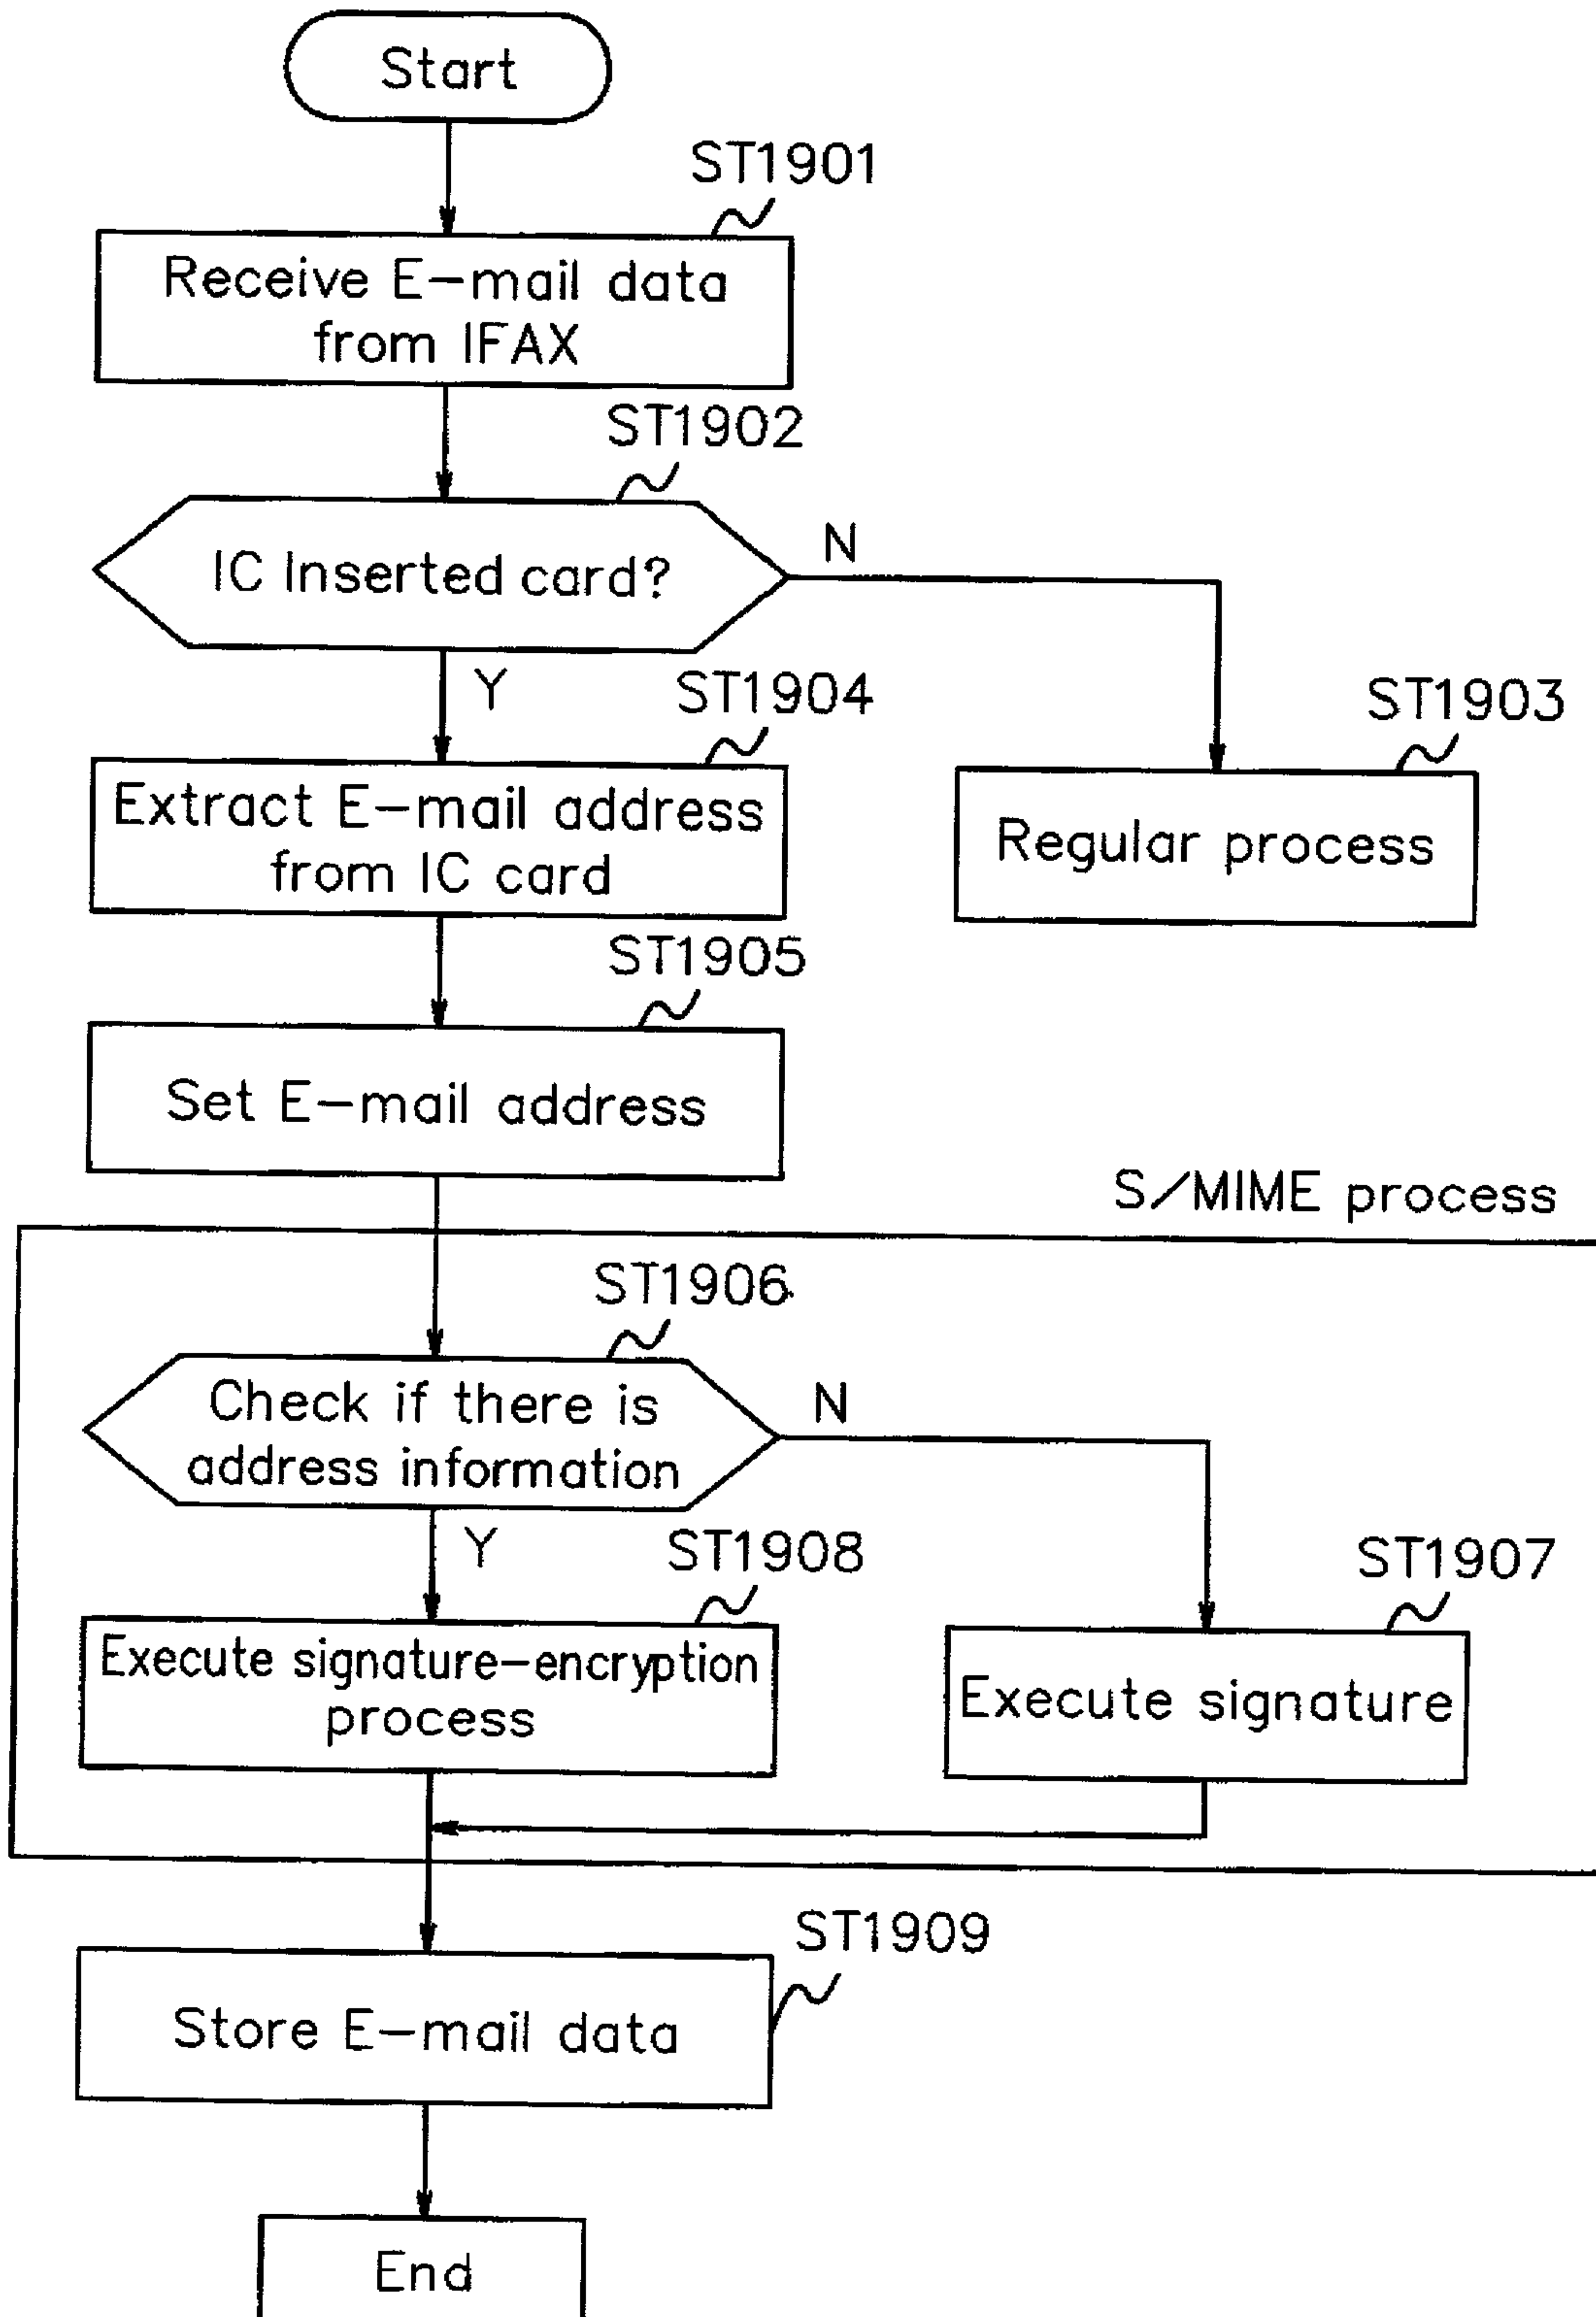 Start
ST1901
Receive E-mail data
from IFAX
ST1902
IC Inserted card?
N
Y
ST1904
ST1903
Extract E-mail address
from IC card
Regular process
ST1905
Set E-mail address
S/MIME process
ST1906
Check if there is
address information
N
Y
ST1908
ST1907
Execute signature-encryption
process
Execute signature
ST1909
Store E-mail data
End